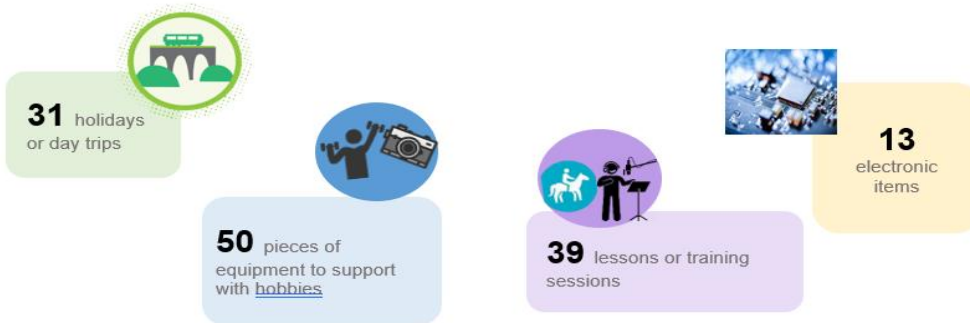 31 holidays
or day trips
50 pieces of
equipment to support
with hobbies
39 lessons or training
sessions
13
electronic
items